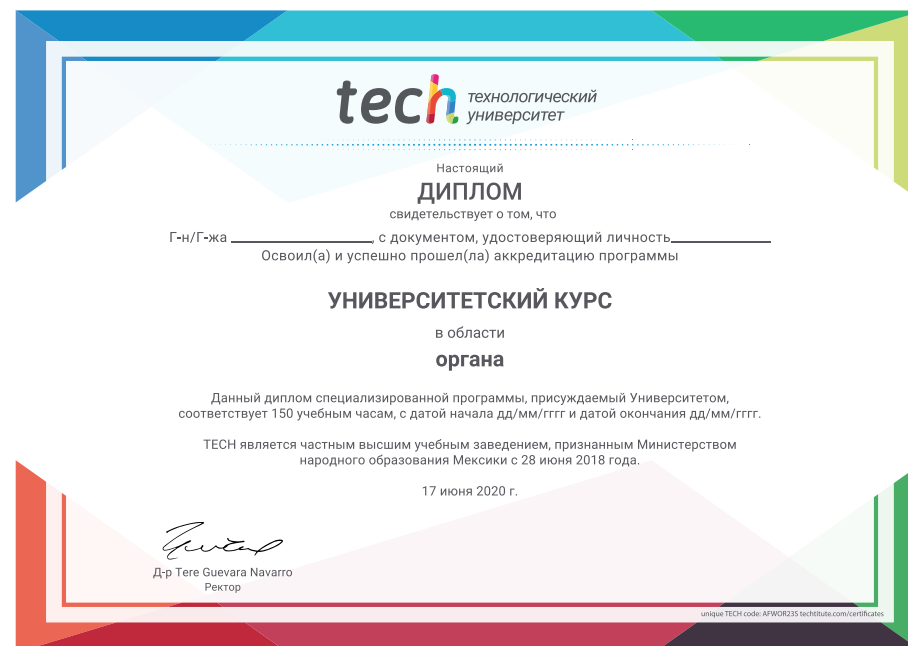 tech технологический
университет
Настоящий
ДИПЛОМ
свидетельствует о том, что
Г-н/Г-жа ____________________, с документом, удостоверяющий личность______________
Освоил(а) и успешно прошел(ла) аккредитацию программы
УНИВЕРСИТЕТСКИЙ КУРС
в области
органа
Данный диплом специализированной программы, присуждаемый Университетом,
соответствует 150 учебным часам, с датой начала дд/мм/гггг и датой окончания дд/мм/гггг.
TECH является частным высшим учебным заведением, признанным Министерством
народного образования Мексики с 28 июня 2018 года.
17 июня 2020 г.
Д-р Tere Guevara Navarro
Ректор
unique TECH code: AFWOR23S techtitute.com/certificates